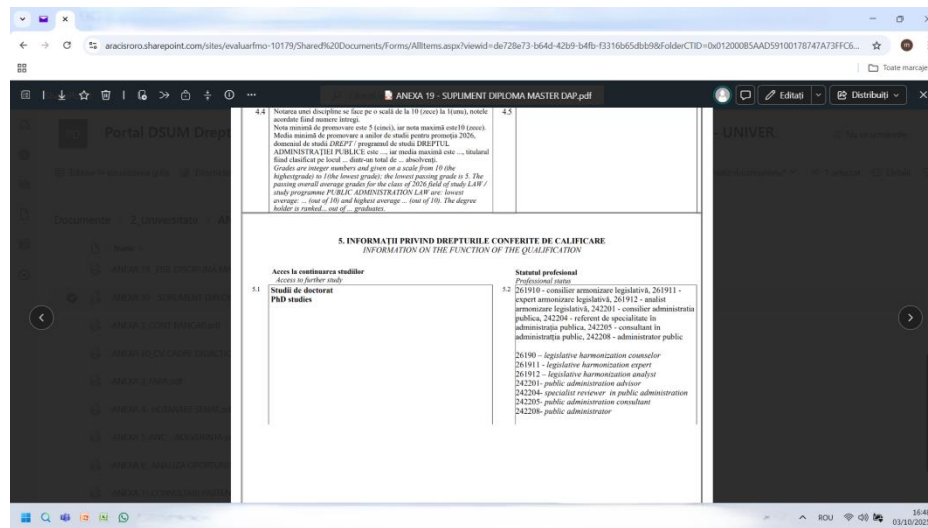 aracisroro.sharepoint.com/sites/evaluarfmo-10179/Shared%20Documents/Forms/AllItems.aspx?viewid=de728e73-b64d-42b9-b4fb-f3316b65dbb9&FolderCTID=0x012000B5AAD59100178747A73FFC6...
Toate marcaje
ANEXA 19 - SUPLIMENT DIPLOMA MASTER DAP.pdf
Editați
Distribuiți
Portal DSUM Drept
- UNIVER
Documente
2_universitate
4.4 Notarea unei discipline se face pe o scală de la 10 (zece) la 1(unu), notele
acordate fiind numere întregi.
Nota minimă de promovare este 5 (cinci), iar nota maximă este10 (zece).
Media minimă de promovare a anilor de studii pentru promoția 2026,
domeniul de studii DREPT / programul de studii DREPTUL
ADMINISTRAȚIEI PUBLICE este ..., iar media maximă este ..., titularul
fiind clasificat pe locul ... dintr-un total de ... absolvenți.
Grades are integer numbers and given on a scale from 10 (the
highestgrade) to 1(the lowest grade); the lowest passing grade is 5. The
passing overall average grades for the class of 2026 field of study LAW /
study programme PUBLIC ADMINISTRATION LAW are: lowest
average: ... (out of 10) and highest average ... (out of 10). The degree
holder is ranked... out of ... graduates.
4.5
5. INFORMAȚII PRIVIND DREPTURILE CONFERITE DE CALIFICARE
INFORMATION ON THE FUNCTION OF THE QUALIFICATION
Acces la continuarea studiilor
Access to further study
5.1 Studii de doctorat
PhD studies
Statutul profesional
Professional status
5.2 261910 - consilier armonizare legislativă, 261911 -
expert armonizare legislativă, 261912 - analist
armonizare legislativă, 242201 - consilier administratia
publica, 242204 - referent de specialitate în
administrația publica, 242205 - consultant în
administratția public, 242208 - administrator public
26190 – legislative harmonization counselor
261911 - legislative harmonization expert
261912 – legislative harmonization analyst
242201- public administration advisor
242204- specialist reviewer in public administration
242205- public administration consultant
242208- public administrator
ROU
16:48
03/10/2025